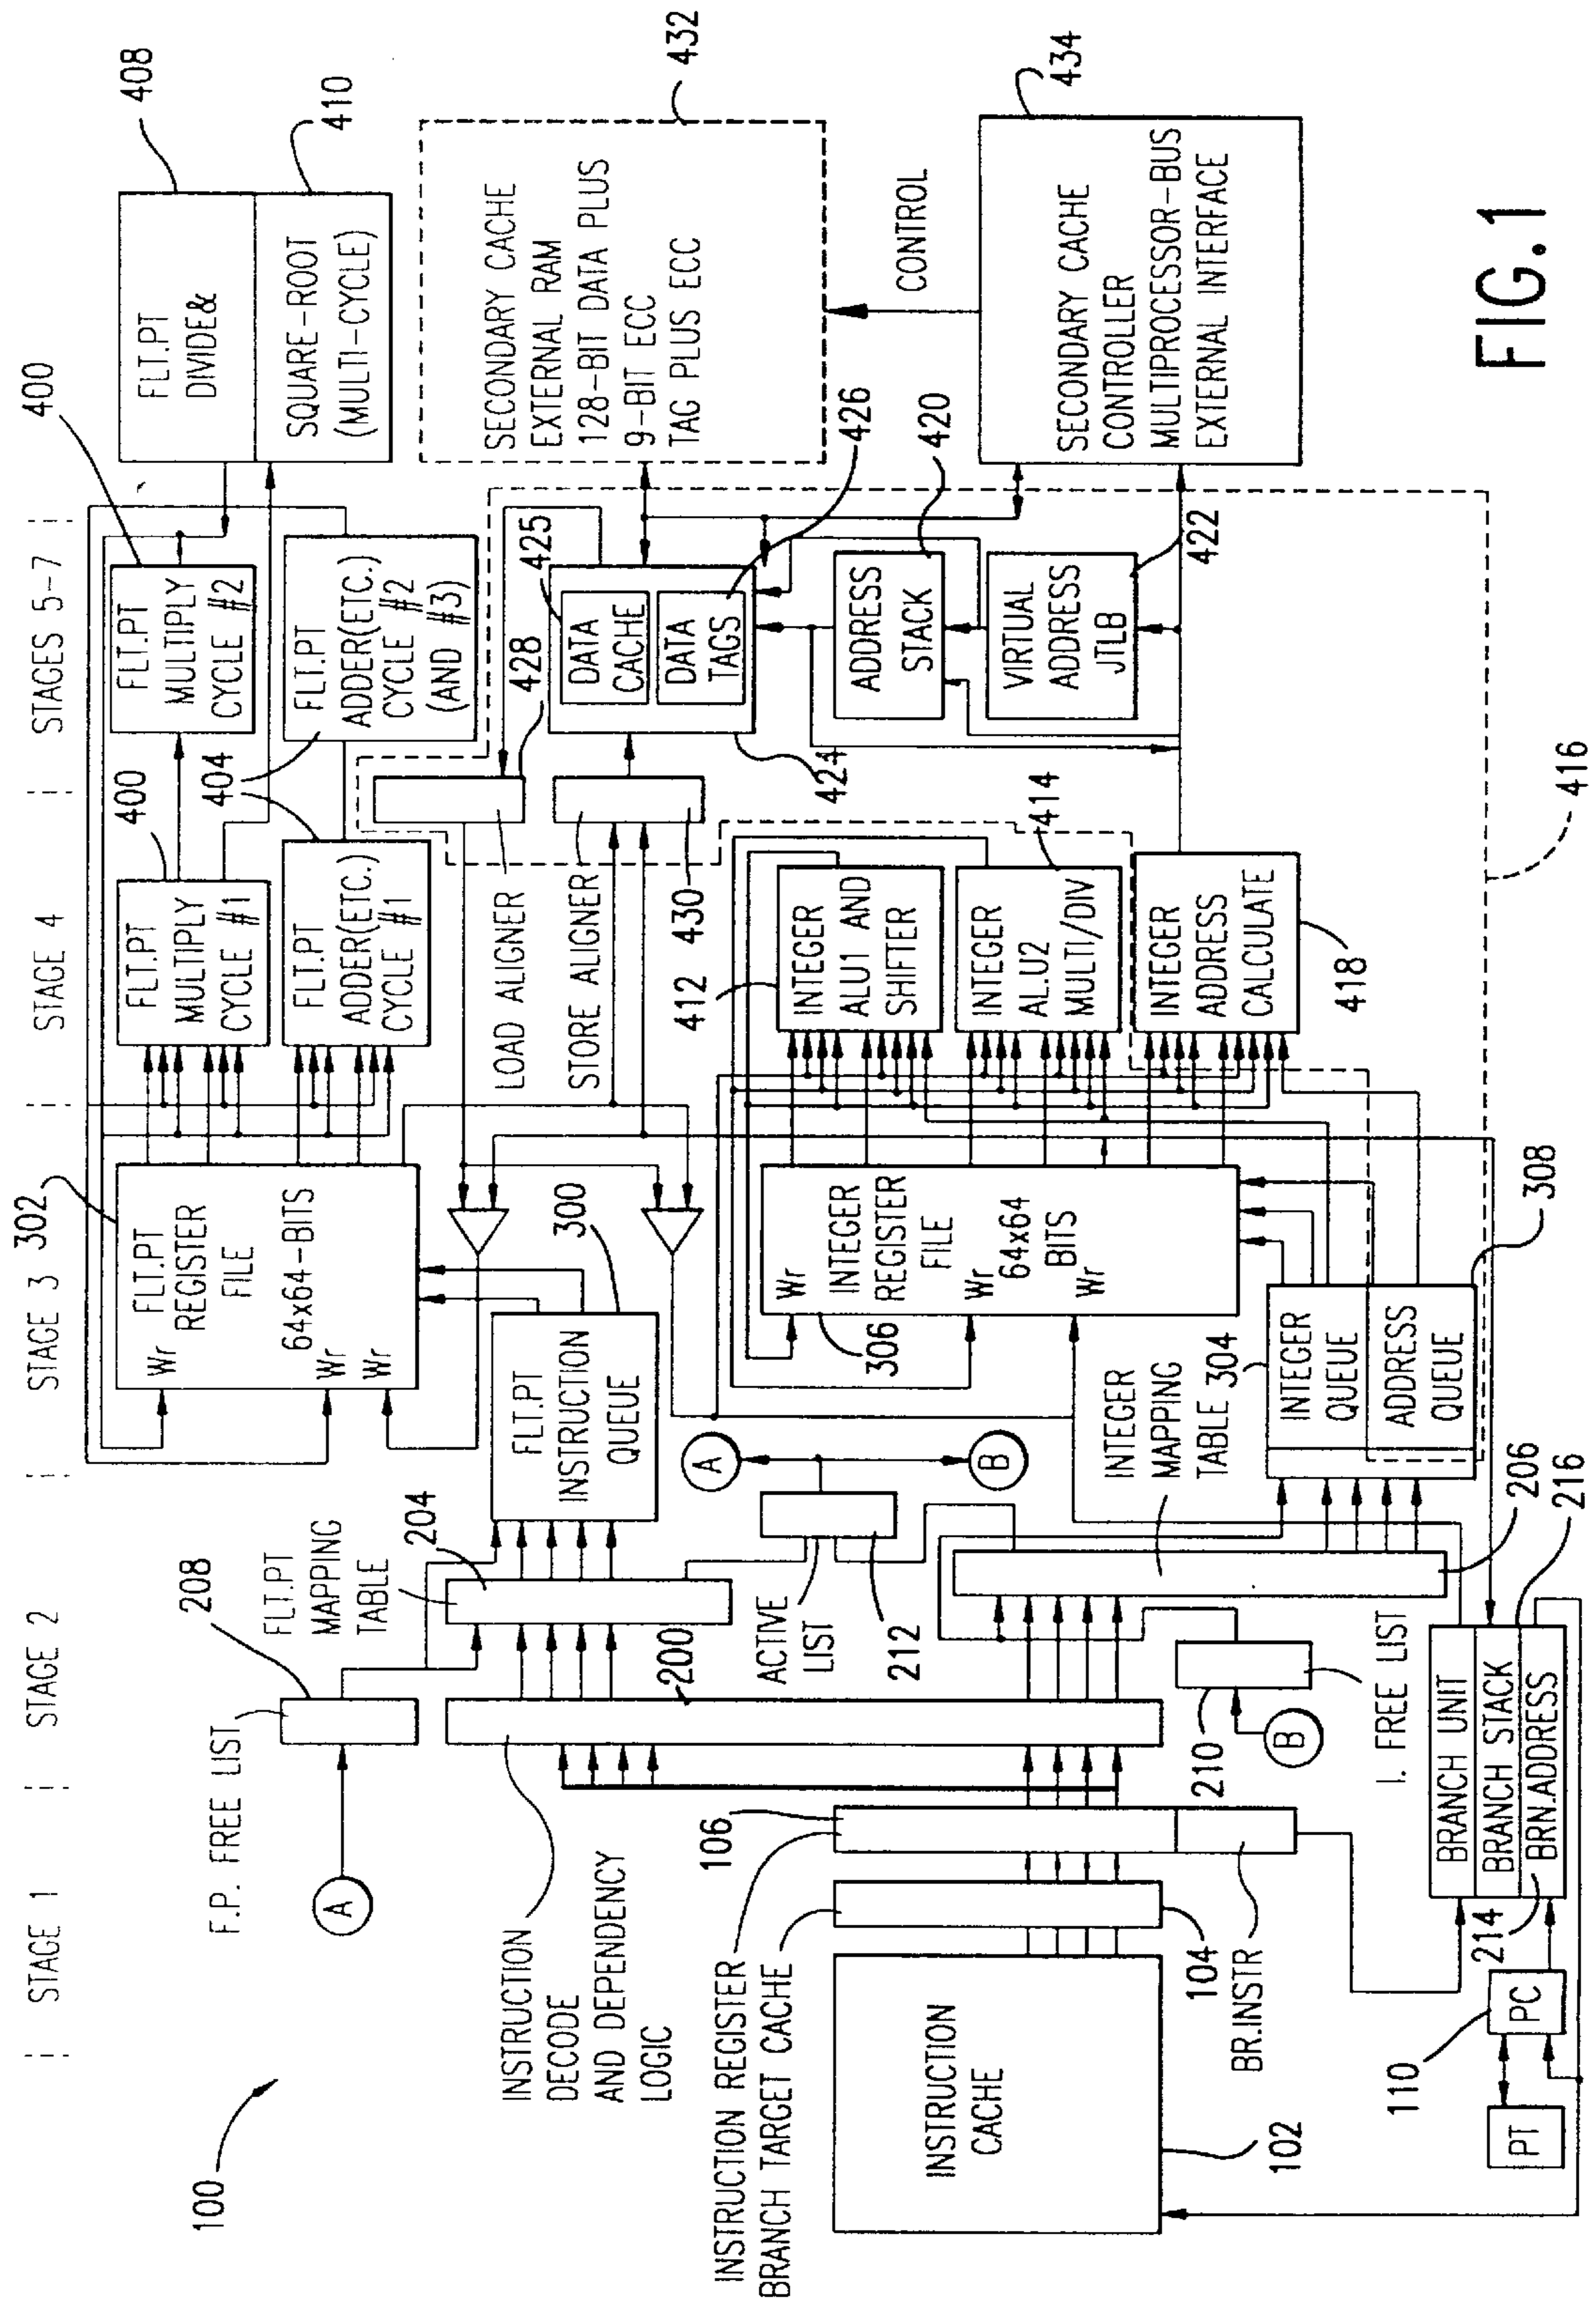 STAGE 1
STAGE 2
STAGE 3
STAGE 4
STAGES 5-7
100
F.P. FREE LIST
A
208
FLT.PT
MAPPING
TABLE
204
302
Wr
FLT.PT
REGISTER
FILE
64x64-BITS
Wr
Wr
400
FLT.PT
MULTIPLY
CYCLE #1
404
FLT.PT
ADDER(ETC.)
CYCLE #1
400
FLT.PT
MULTIPLY
CYCLE #2
FLT.PT
ADDER(ETC.)
CYCLE #2
(AND #3)
408
FLT.PT
DIVIDE&
410
SQUARE-ROOT
(MULTI-CYCLE)
INSTRUCTION
DECODE
AND DEPENDENCY
LOGIC
200
FLT.PT
INSTRUCTION
QUEUE
300
LOAD ALIGNER
428
STORE ALIGNER
430
425
DATA
CACHE
DATA
TAGS
426
424
SECONDARY CACHE
EXTERNAL RAM
128-BIT DATA PLUS
9-BIT ECC
TAG PLUS ECC
432
CONTROL
INSTRUCTION REGISTER
BRANCH TARGET CACHE
106
104
ACTIVE
LIST
212
A
B
Wr
INTEGER
REGISTER
FILE
Wr
64x64
BITS
Wr
306
412
INTEGER
ALU1 AND
SHIFTER
414
INTEGER
AL.U2
MULTI/DIV
INTEGER
ADDRESS
CALCULATE
418
ADDRESS
STACK
420
VIRTUAL
ADDRESS
JTLB
422
SECONDARY CACHE
CONTROLLER
MULTIPROCESSOR-BUS
EXTERNAL INTERFACE
434
INSTRUCTION
CACHE
102
BR.INSTR
210
B
I. FREE LIST
INTEGER
MAPPING
TABLE
304
206
INTEGER
QUEUE
ADDRESS
QUEUE
308
416
BRANCH UNIT
BRANCH STACK
BRN.ADDRESS
214
216
110
PT
PC
FIG.1